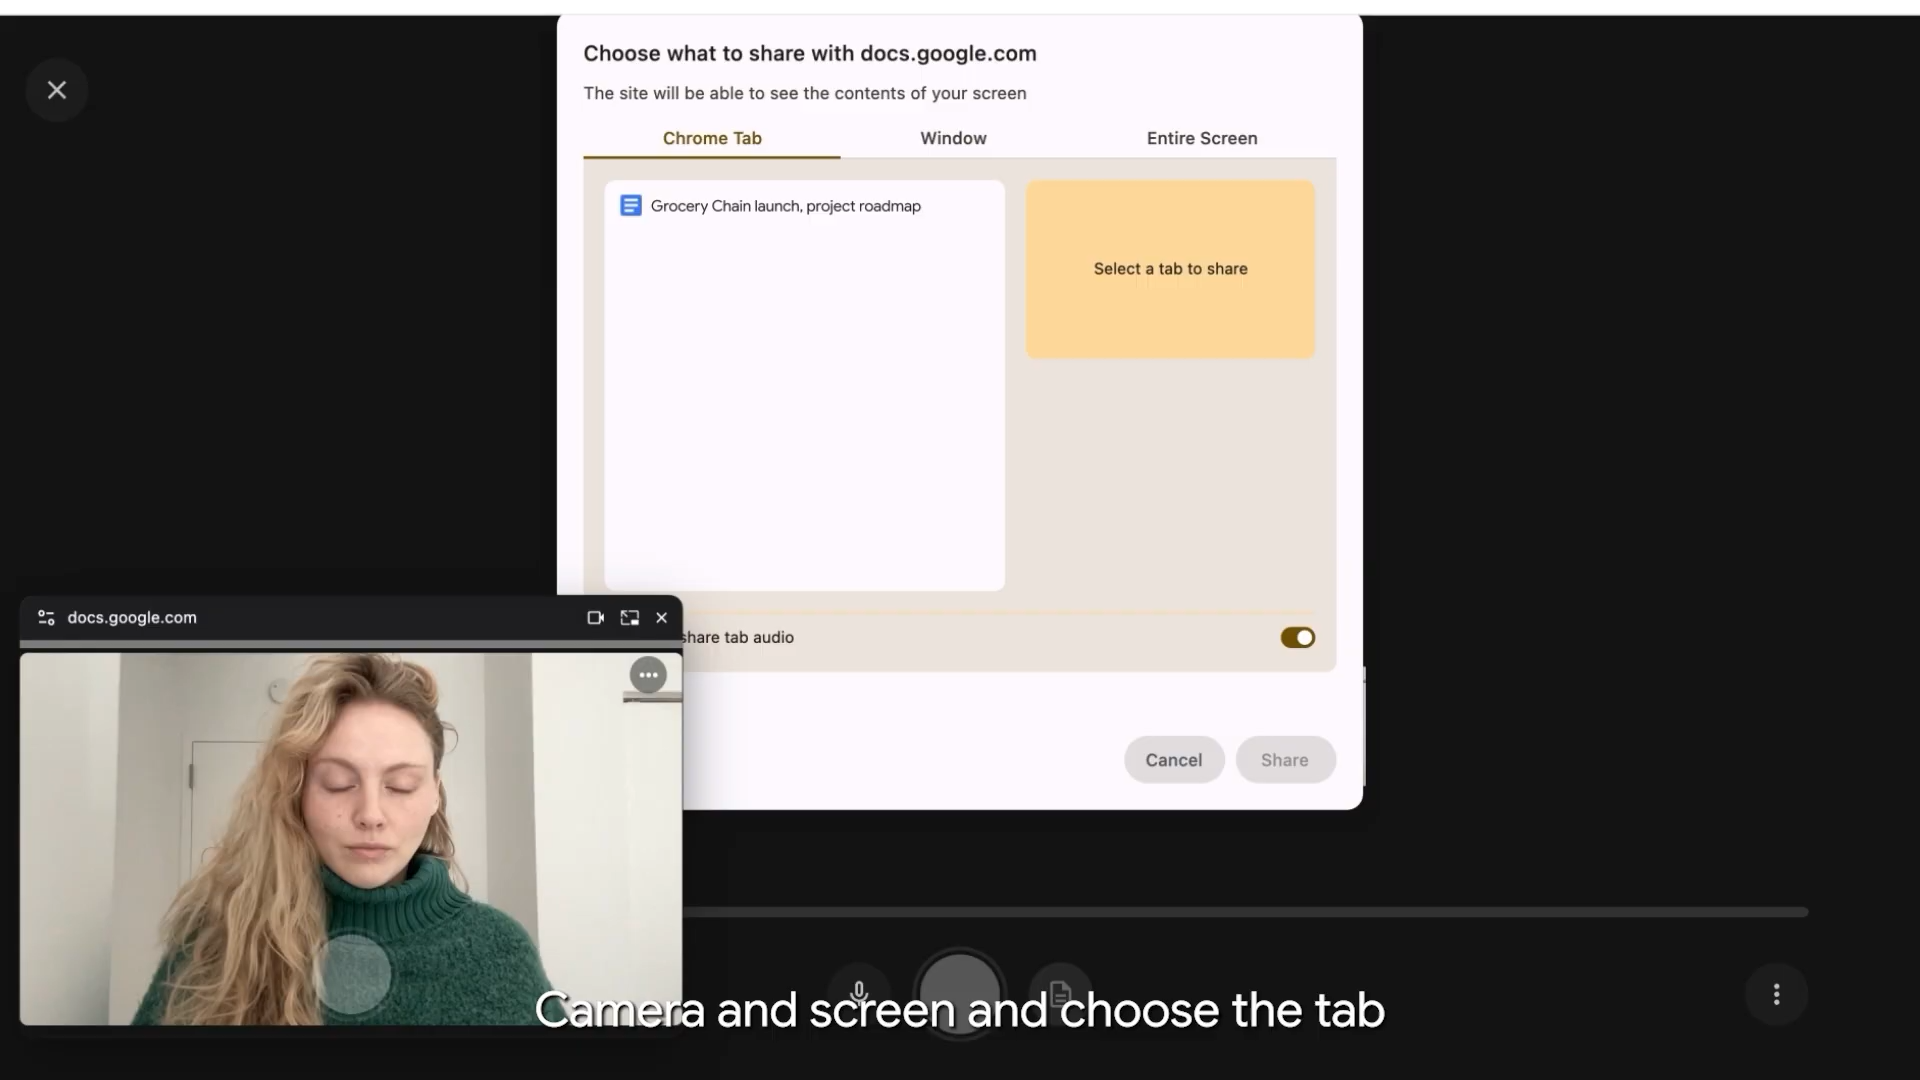 Choose what to share with docs.google.com
The site will be able to see the contents of your screen
Chrome Tab
Window
Entire Screen
Grocery Chain launch, project roadmap
Select a tab to share
docs.google.com
share tab audio
Cancel
Share
Camera and screen and choose the tab